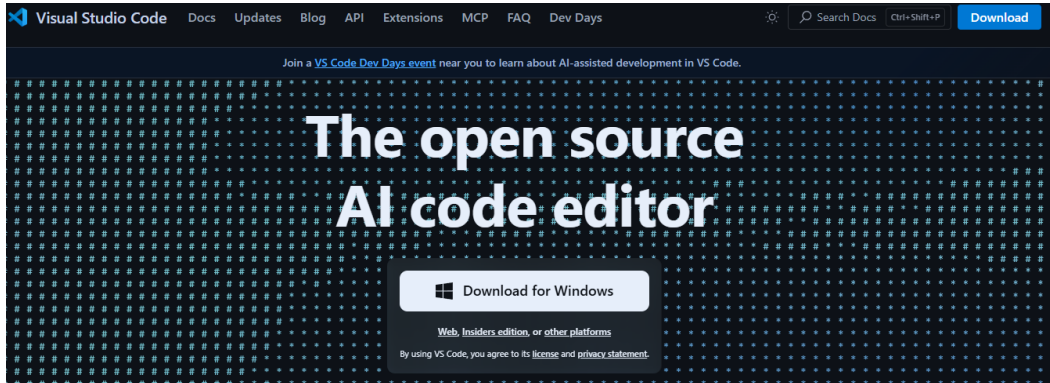 Visual Studio Code Docs Updates Blog API Extensions MCP FAQ Dev Days Search Docs Ctrl+Shift+P Download
Join a VS Code Dev Days event near you to learn about AI-assisted development in VS Code.
The open source
AI code editor
Download for Windows
Web, Insiders edition, or other platforms
By using VS Code, you agree to its license and privacy statement.